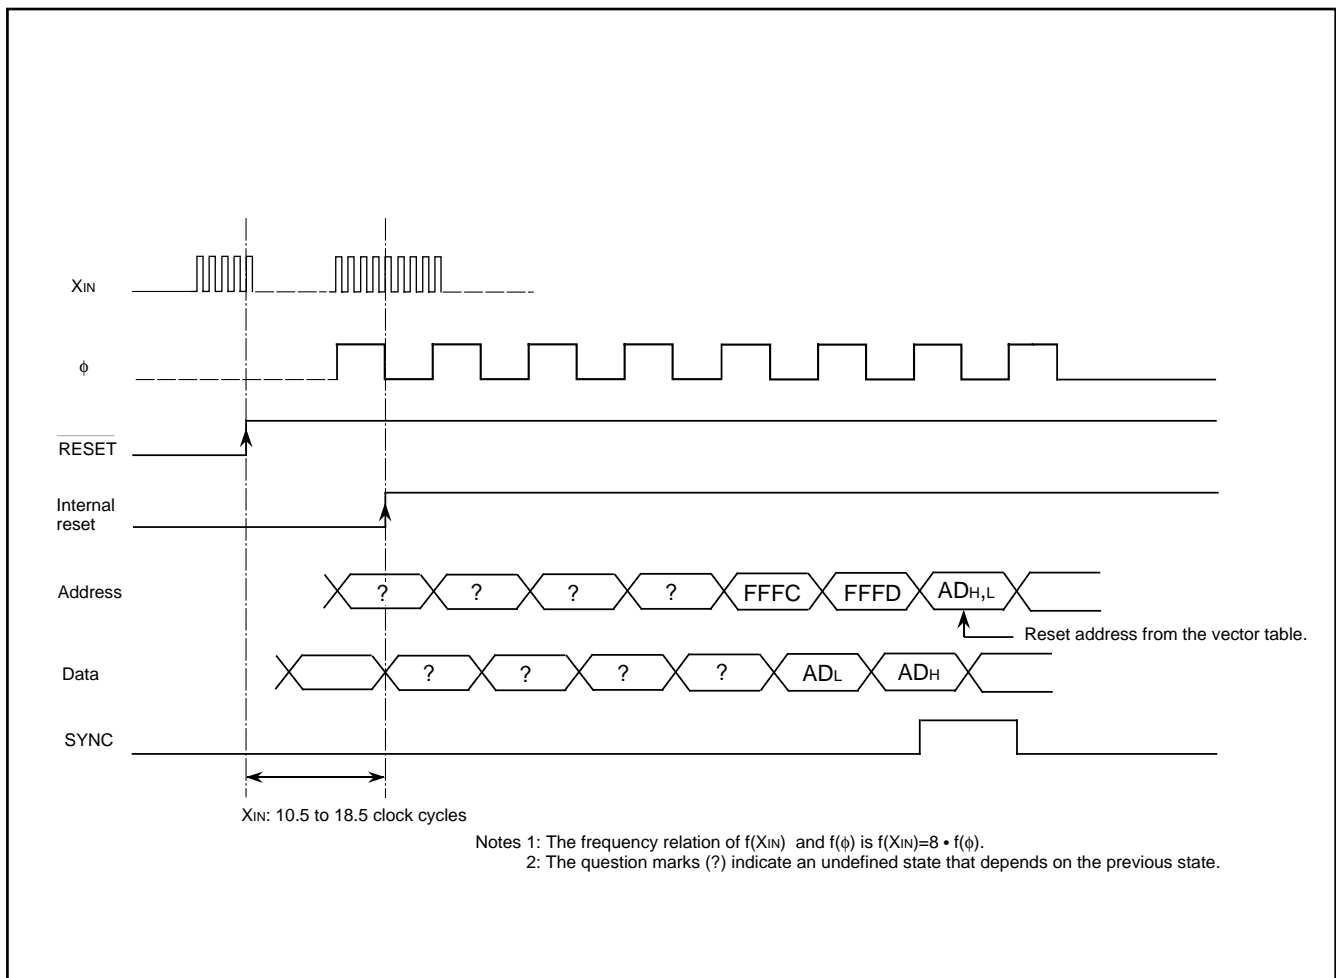 XIN
ϕ
RESET
Internal
reset
Address ? ? ? ? FFFC FFFD ADH,L
Reset address from the vector table.
Data ? ? ? ? ADL ADH
SYNC
XIN: 10.5 to 18.5 clock cycles
Notes 1: The frequency relation of f(XIN) and f(ϕ) is f(XIN)=8 • f(ϕ).
2: The question marks (?) indicate an undefined state that depends on the previous state.